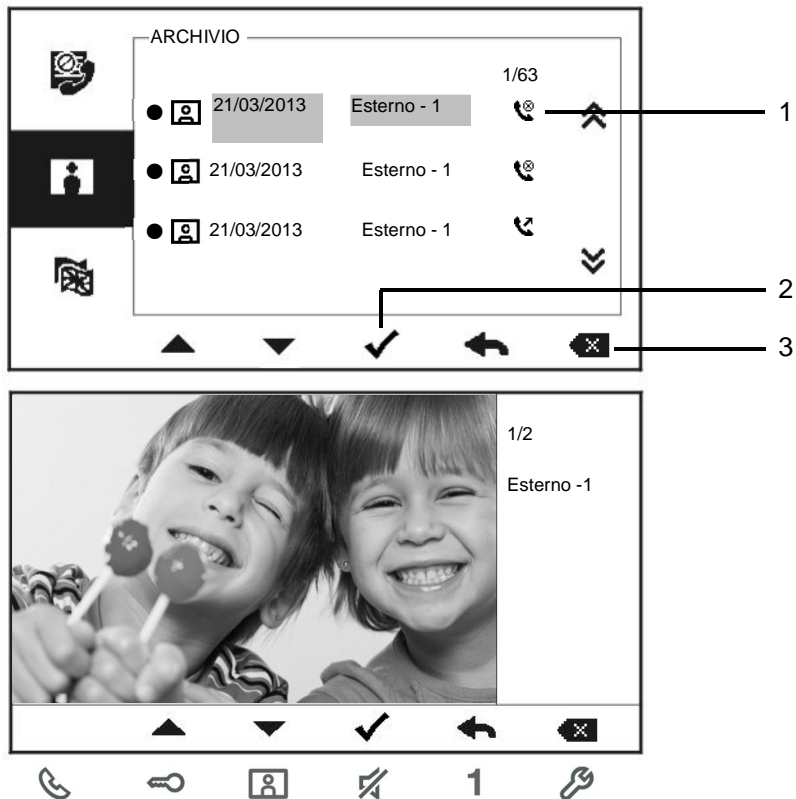 ARCHIVIO
1/63
21/03/2013 Esterno - 1
1
21/03/2013 Esterno - 1
21/03/2013 Esterno - 1
2
3
1/2
Esterno -1
1